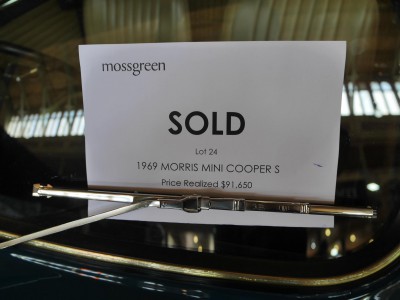 mossgreen
SOLD
Lot 24
1969 MORRIS MINI COOPER S
Price Realized $91,650